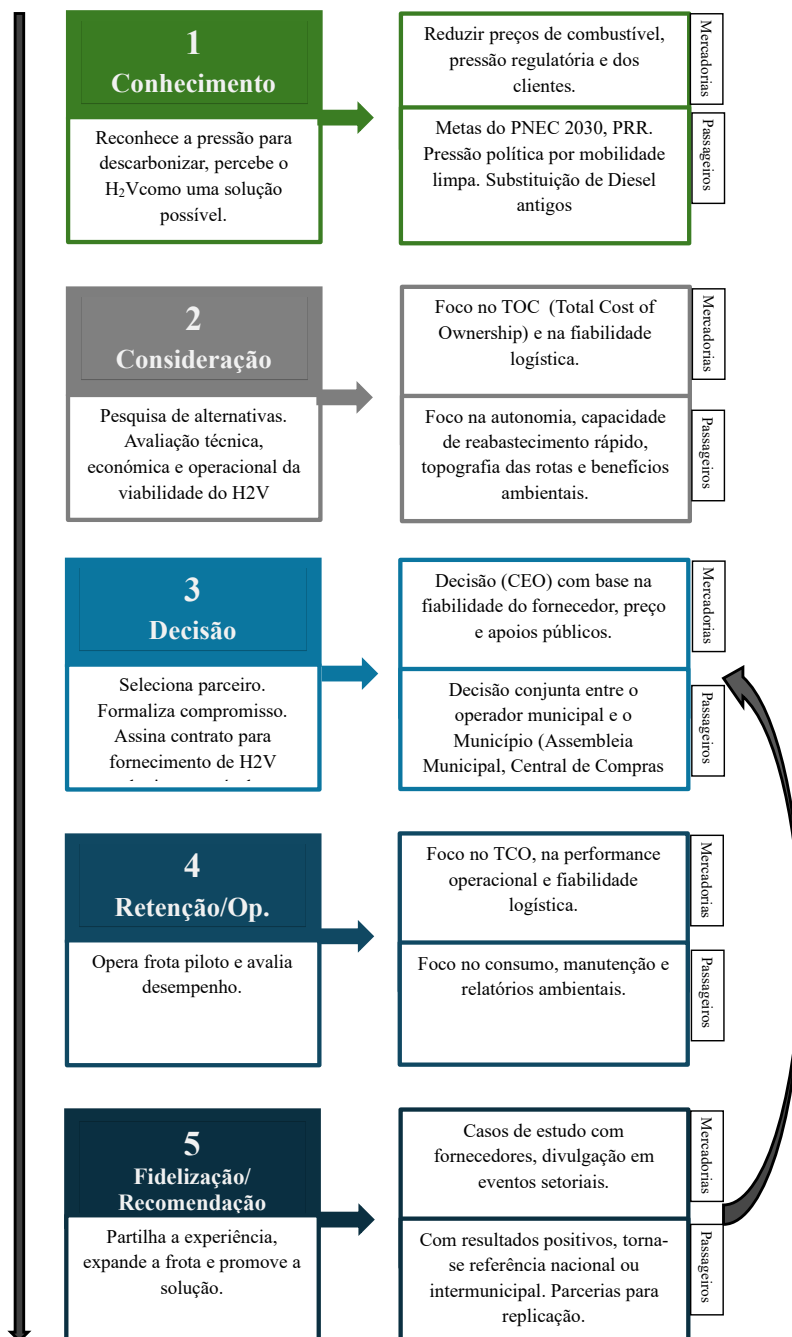 1
Conhecimento
Reconhece a pressão para
descarbonizar, percebe o
H₂Vcomo uma solução
possível.
Reduzir preços de combustível,
pressão regulatória e dos
clientes.
Mercadorias
Metas do PNEC 2030, PRR.
Pressão política por mobilidade
limpa. Substituição de Diesel
antigos
Passageiros
2
Consideração
Pesquisa de alternativas.
Avaliação técnica,
económica e operacional da
viabilidade do H2V
Foco no TOC (Total Cost of
Ownership) e na fiabilidade
logística.
Mercadorias
Foco na autonomia, capacidade
de reabastecimento rápido,
topografia das rotas e benefícios
ambientais.
Passageiros
3
Decisão
Seleciona parceiro.
Formaliza compromisso.
Assina contrato para
fornecimento de H2V
Decisão (CEO) com base na
fiabilidade do fornecedor, preço
e apoios públicos.
Mercadorias
Decisão conjunta entre o
operador municipal e o
Município (Assembleia
Municipal, Central de Compras
Passageiros
4
Retenção/Op.
Opera frota piloto e avalia
desempenho.
Foco no TCO, na performance
operacional e fiabilidade
logística.
Mercadorias
Foco no consumo, manutenção e
relatórios ambientais.
Passageiros
5
Fidelização/
Recomendação
Partilha a experiência,
expande a frota e promove a
solução.
Casos de estudo com
fornecedores, divulgação em
eventos setoriais.
Mercadorias
Com resultados positivos, torna-
se referência nacional ou
intermunicipal. Parcerias para
replicação.
Passageiros